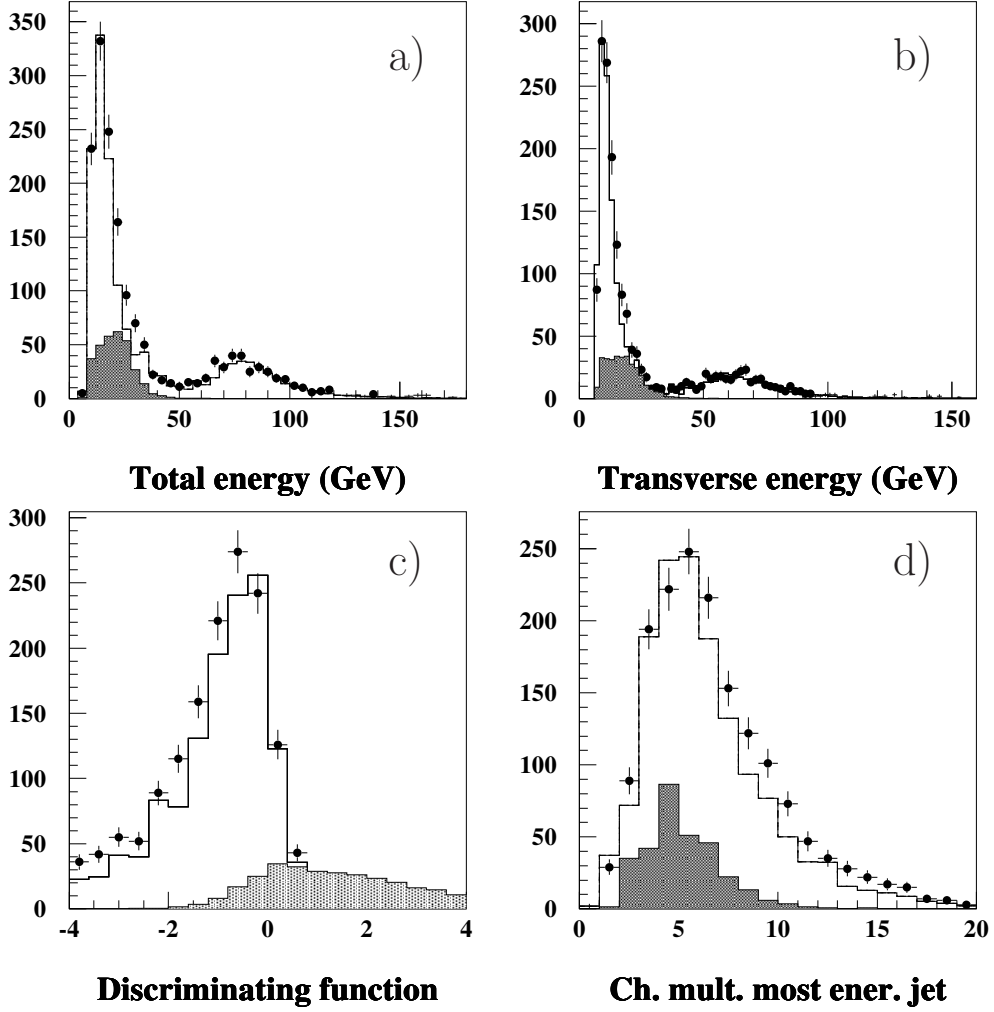 a)
350
300
250
200
150
100
50
0
0 50 100 150
Total energy (GeV)
b)
300
250
200
150
100
50
0
0 50 100 150
Transverse energy (GeV)
c)
300
250
200
150
100
50
0
-4 -2 0 2 4
Discriminating function
d)
250
200
150
100
50
0
0 5 10 15 20
Ch. mult. most ener. jet